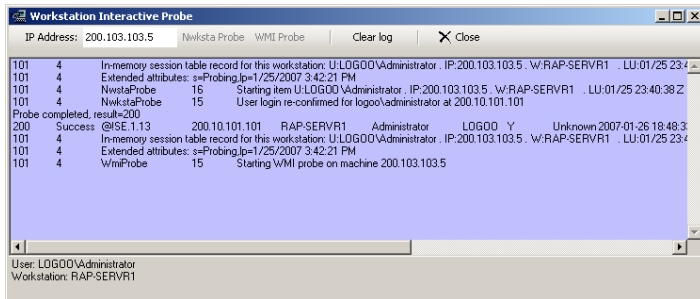 Workstation Interactive Probe
IP Address: 200.103.103.5 Nwksta Probe WMI Probe Clear log Close
101 4 In-memory session table record for this workstation: U:LOGOO\Administrator . IP:200.103.103.5 . W:RAP-SERVR1 . LU:01/25 23:4
101 4 Extended attributes: s=Probing,lp=1/25/2007 3:42:21 PM
101 4 NwstaProbe 16 Starting item U:LOGOO\Administrator . IP:200.103.103.5 . W:RAP-SERVR1 . LU:01/25 23:40:38 Z
101 4 NwkstaProbe 15 User login re-confirmed for logoo\administrator at 200.10.101.101
Probe completed, result=200
200 Success @!SE.1.13 200.10.101.101 RAP-SERVR1 Administrator LOGOO Y Unknown 2007-01-26 18:48:3
101 4 In-memory session table record for this workstation: U:LOGOO\Administrator . IP:200.103.103.5 . W:RAP-SERVR1 . LU:01/25 23:4
101 4 Extended attributes: s=Probing,lp=1/25/2007 3:42:21 PM
101 4 WmiProbe 15 Starting WMI probe on machine 200.103.103.5
User: LOGOO\Administrator
Workstation: RAP-SERVR1